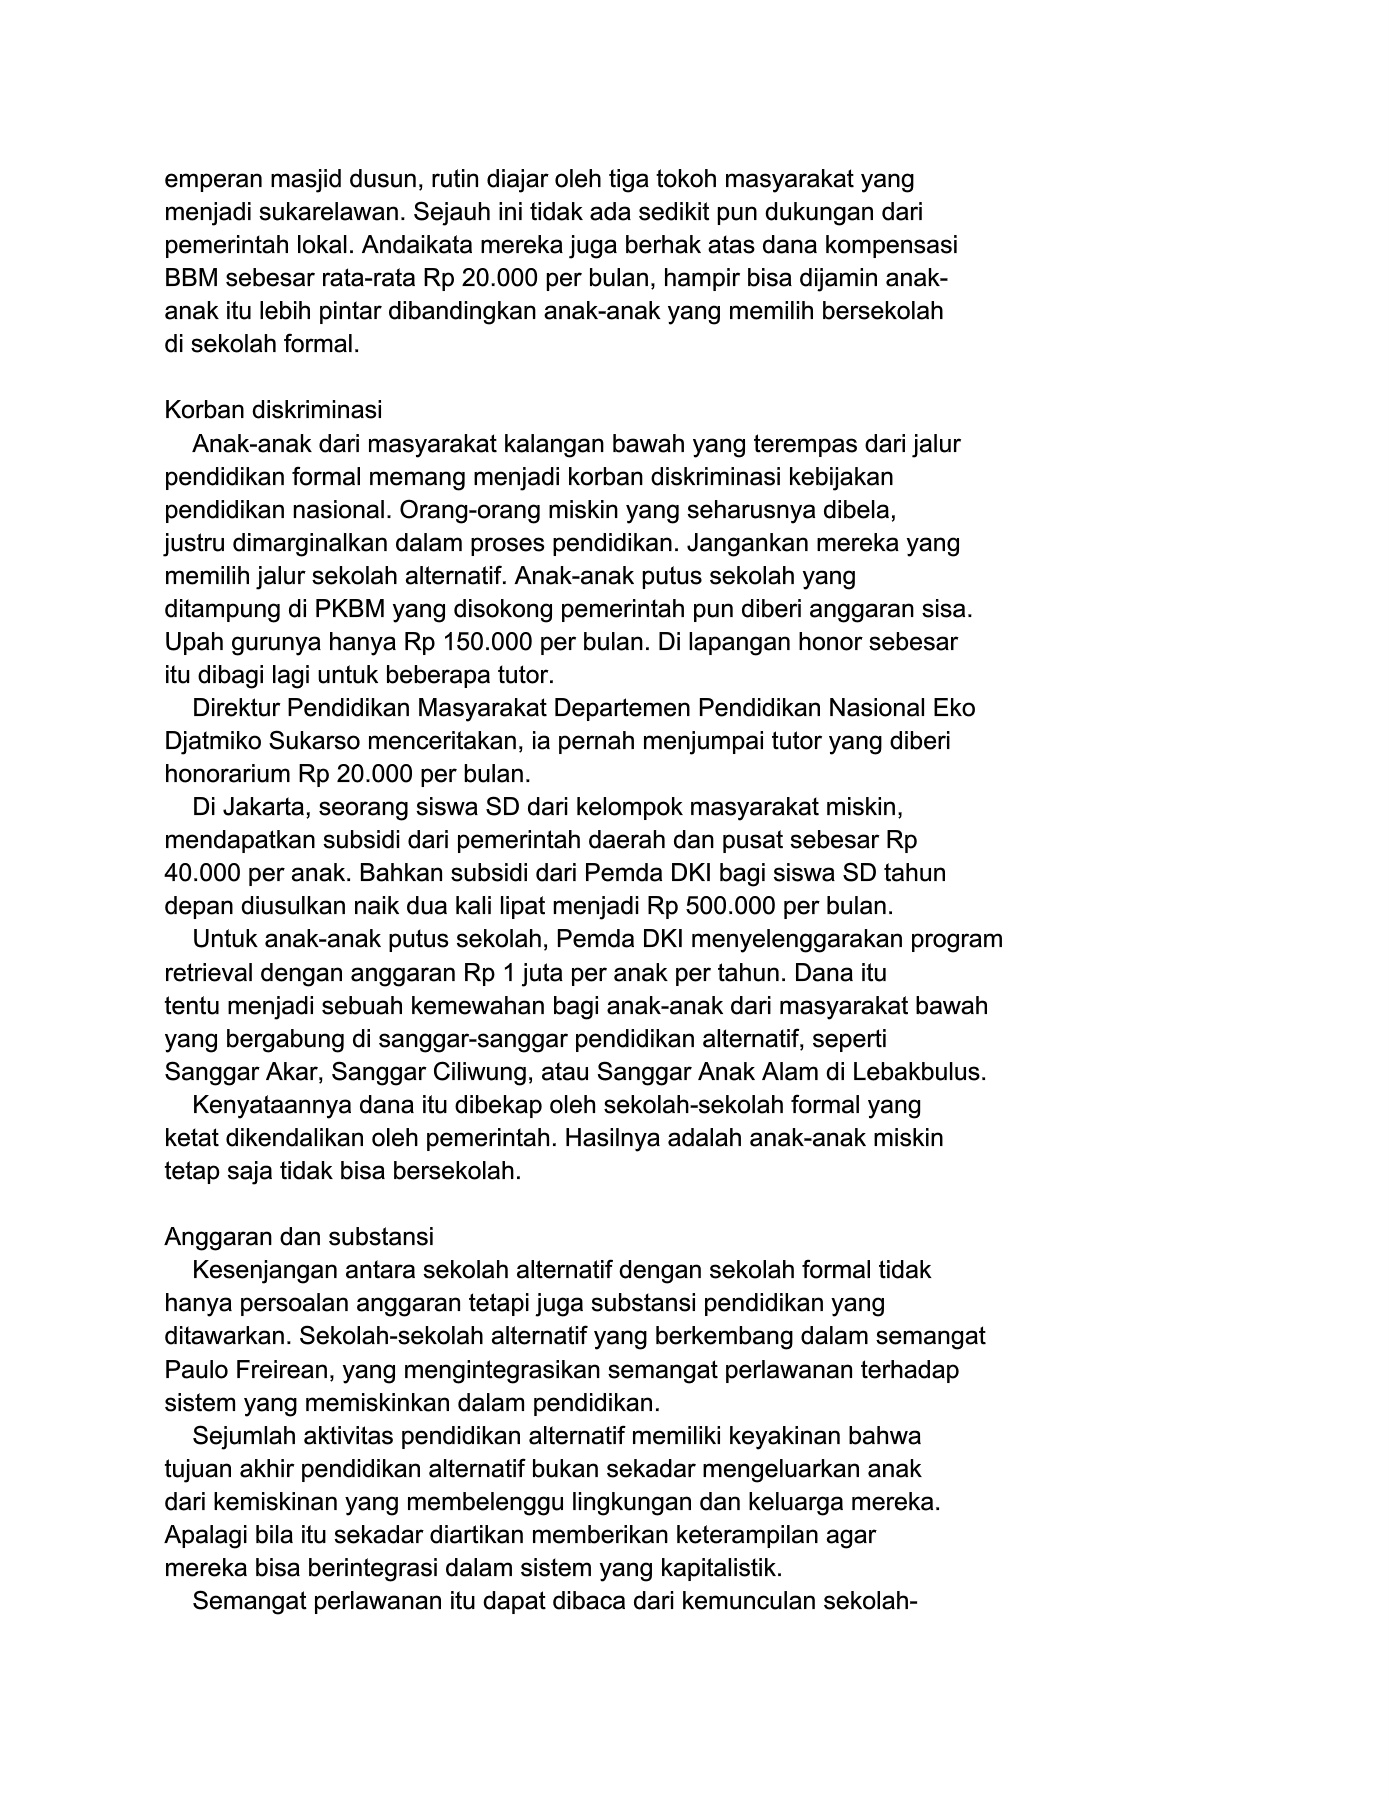 emperan masjid dusun, rutin diajar oleh tiga tokoh masyarakat yang
menjadi sukarelawan. Sejauh ini tidak ada sedikit pun dukungan dari
pemerintah lokal. Andaikata mereka juga berhak atas dana kompensasi
BBM sebesar rata-rata Rp 20.000 per bulan, hampir bisa dijamin anak-
anak itu lebih pintar dibandingkan anak-anak yang memilih bersekolah
di sekolah formal.

Korban diskriminasi
Anak-anak dari masyarakat kalangan bawah yang terempas dari jalur
pendidikan formal memang menjadi korban diskriminasi kebijakan
pendidikan nasional. Orang-orang miskin yang seharusnya dibela,
justru dimarginalkan dalam proses pendidikan. Jangankan mereka yang
memilih jalur sekolah alternatif. Anak-anak putus sekolah yang
ditampung di PKBM yang disokong pemerintah pun diberi anggaran sisa.
Upah gurunya hanya Rp 150.000 per bulan. Di lapangan honor sebesar
itu dibagi lagi untuk beberapa tutor.
Direktur Pendidikan Masyarakat Departemen Pendidikan Nasional Eko
Djatmiko Sukarso menceritakan, ia pernah menjumpai tutor yang diberi
honorarium Rp 20.000 per bulan.
Di Jakarta, seorang siswa SD dari kelompok masyarakat miskin,
mendapatkan subsidi dari pemerintah daerah dan pusat sebesar Rp
40.000 per anak. Bahkan subsidi dari Pemda DKI bagi siswa SD tahun
depan diusulkan naik dua kali lipat menjadi Rp 500.000 per bulan.
Untuk anak-anak putus sekolah, Pemda DKI menyelenggarakan program
retrieval dengan anggaran Rp 1 juta per anak per tahun. Dana itu
tentu menjadi sebuah kemewahan bagi anak-anak dari masyarakat bawah
yang bergabung di sanggar-sanggar pendidikan alternatif, seperti
Sanggar Akar, Sanggar Ciliwung, atau Sanggar Anak Alam di Lebakbulus.
Kenyataannya dana itu dibekap oleh sekolah-sekolah formal yang
ketat dikendalikan oleh pemerintah. Hasilnya adalah anak-anak miskin
tetap saja tidak bisa bersekolah.

Anggaran dan substansi
Kesenjangan antara sekolah alternatif dengan sekolah formal tidak
hanya persoalan anggaran tetapi juga substansi pendidikan yang
ditawarkan. Sekolah-sekolah alternatif yang berkembang dalam semangat
Paulo Freirean, yang mengintegrasikan semangat perlawanan terhadap
sistem yang memiskinkan dalam pendidikan.
Sejumlah aktivitas pendidikan alternatif memiliki keyakinan bahwa
tujuan akhir pendidikan alternatif bukan sekadar mengeluarkan anak
dari kemiskinan yang membelenggu lingkungan dan keluarga mereka.
Apalagi bila itu sekadar diartikan memberikan keterampilan agar
mereka bisa berintegrasi dalam sistem yang kapitalistik.
Semangat perlawanan itu dapat dibaca dari kemunculan sekolah-